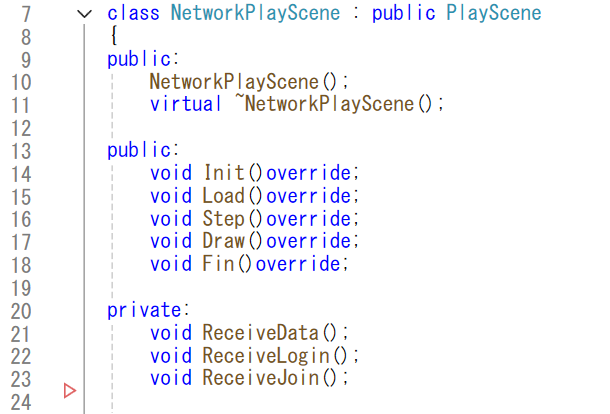 7 class NetworkPlayScene : public PlayScene
8 {
9 public:
10 NetworkPlayScene();
11 virtual ~NetworkPlayScene();
12
13 public:
14 void Init()override;
15 void Load()override;
16 void Step()override;
17 void Draw()override;
18 void Fin()override;
19
20 private:
21 void ReceiveData();
22 void ReceiveLogin();
23 void ReceiveJoin();
24